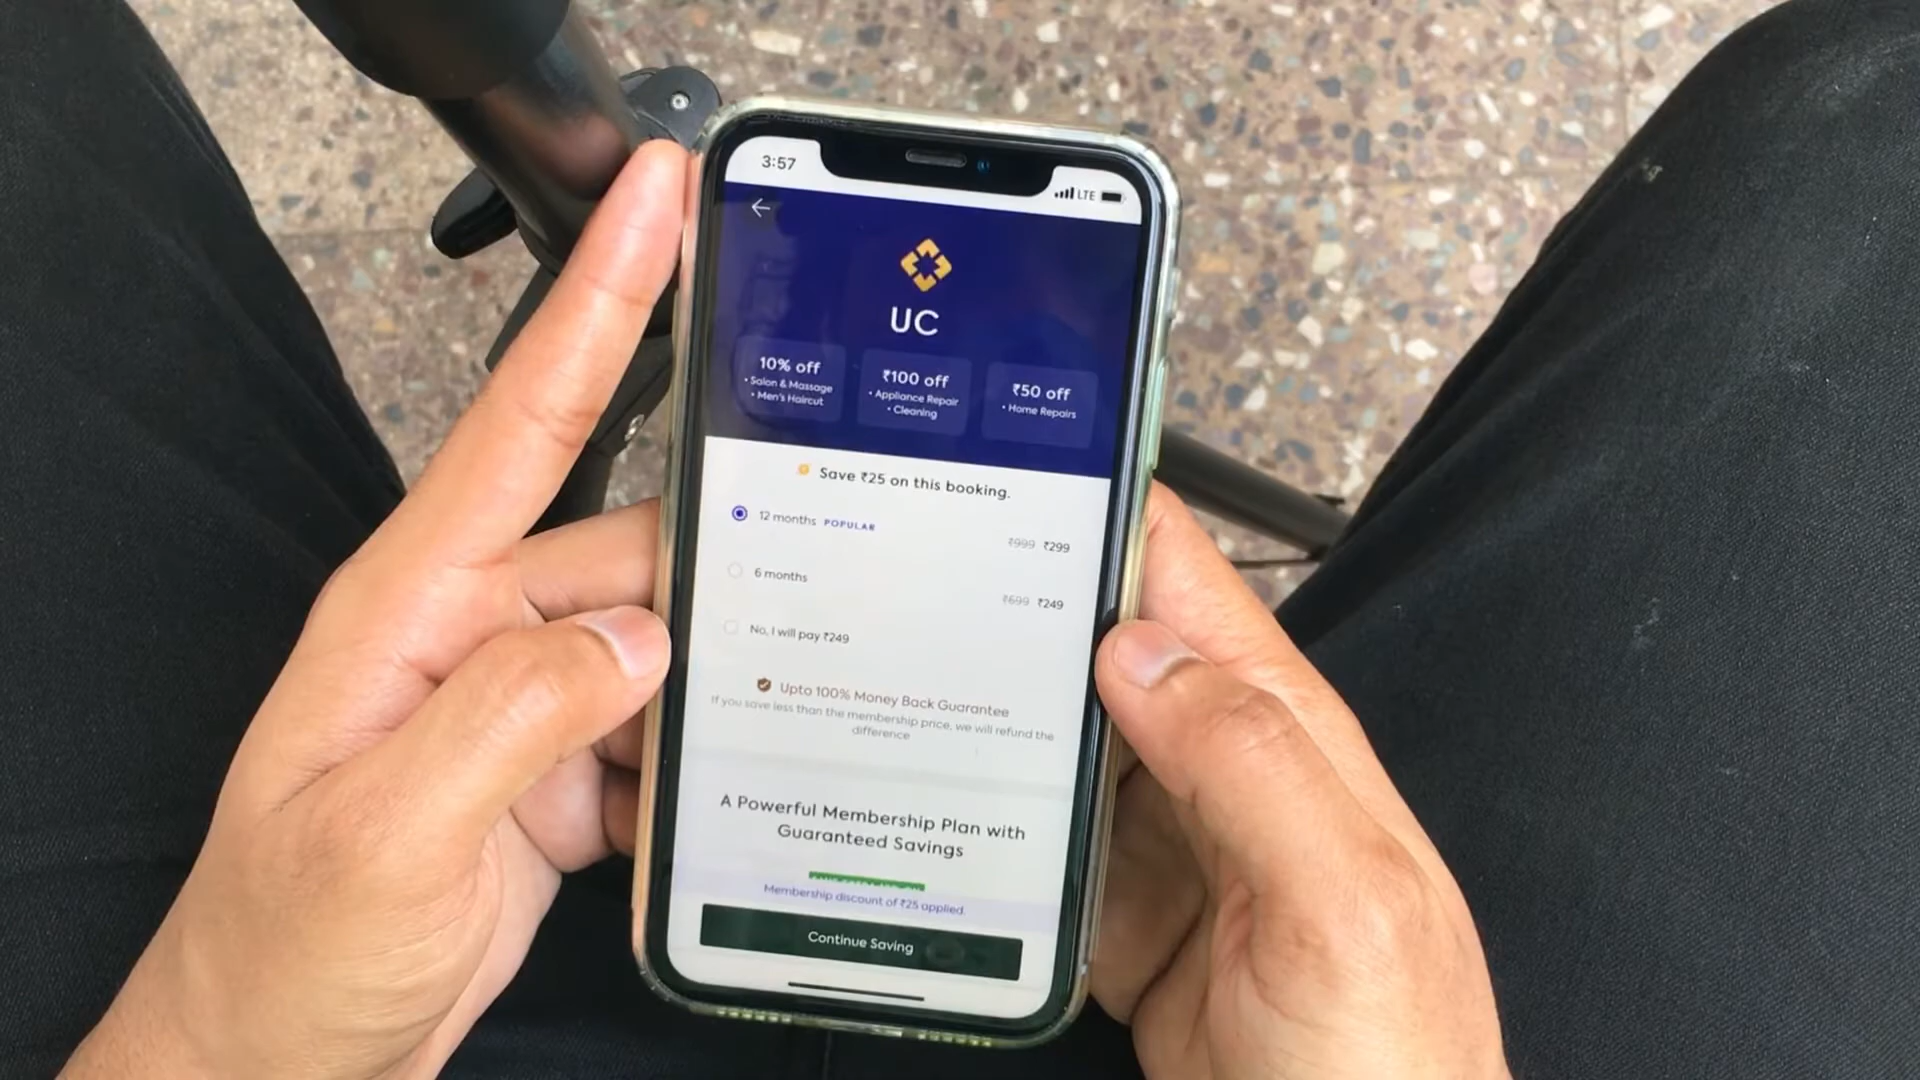 3:57
LTE
UC
10% off
• Salon & Massage
• Men's Haircut
₹100 off
• Appliance Repair
• Cleaning
₹50 off
• Home Repairs
Save ₹25 on this booking.
12 months POPULAR
₹999 ₹299
6 months
₹699 ₹249
No, I will pay ₹249
Upto 100% Money Back Guarantee
If you save less than the membership price, we will refund the
difference
A Powerful Membership Plan with
Guaranteed Savings
Membership discount of ₹25 applied.
Continue Saving